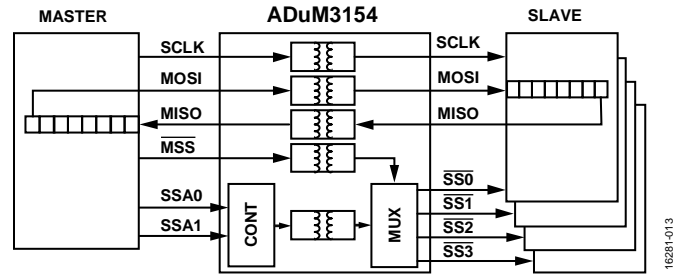 MASTER ADuM3154 SLAVE
SCLK SCLK
MOSI MOSI
MISO MISO
MSS
SSA0 SS0
CONT MUX
SS1
SSA1 SS2
SS3
16281-013